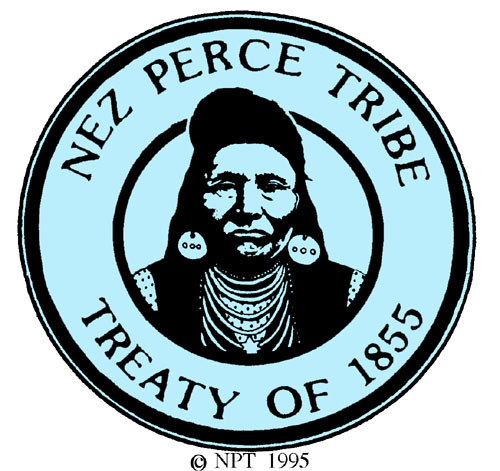 NEZ PERCE TRIBE
TREATY OF 1855
© NPT 1995